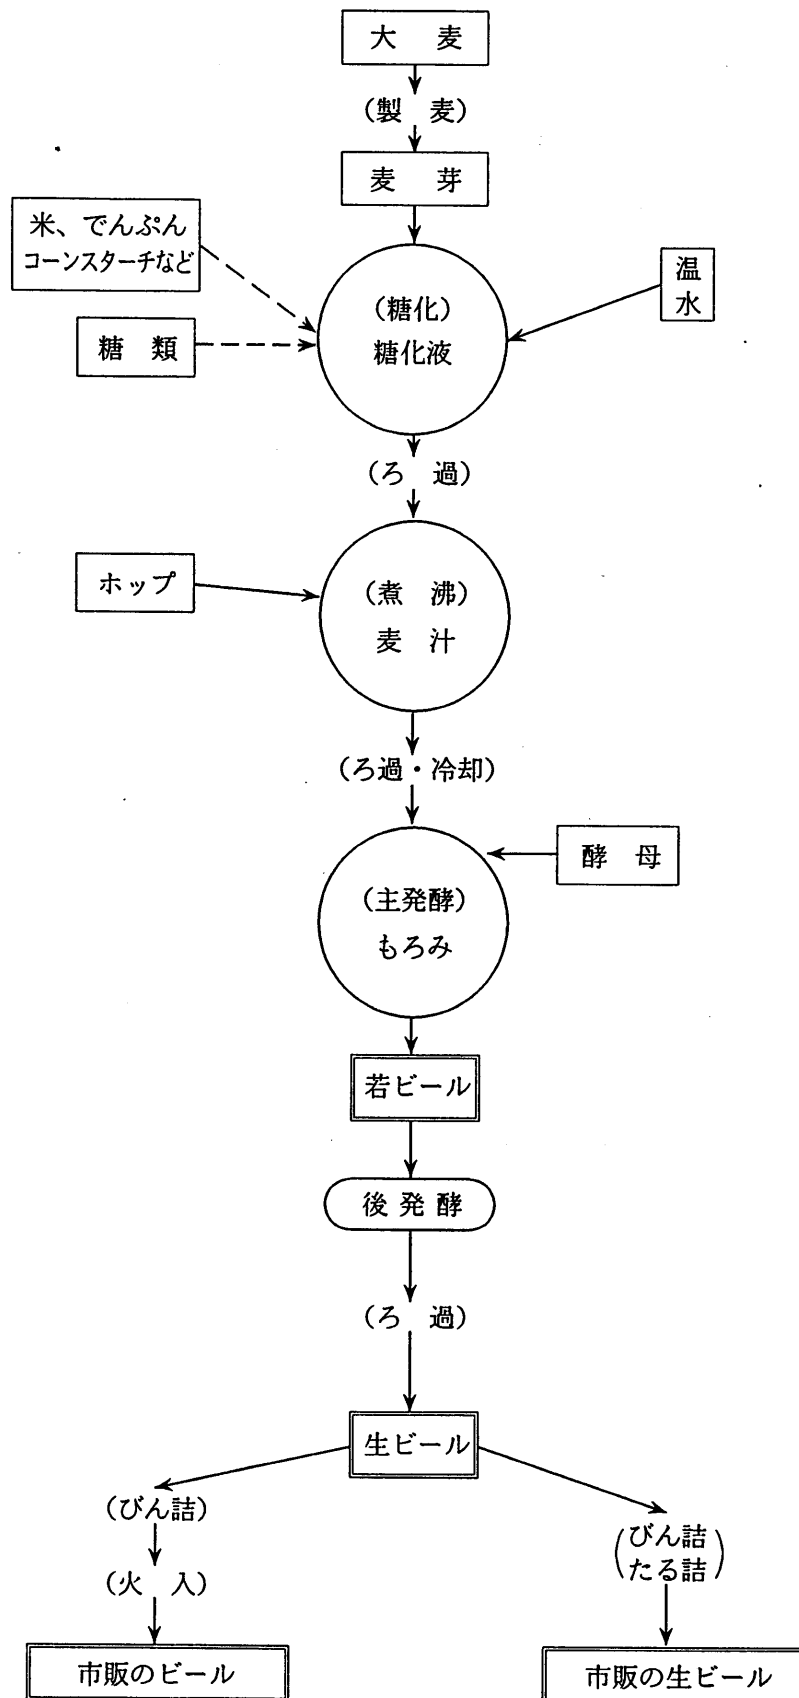 大　麦
(製　麦)
麦　芽
米、でんぷん
コーンスターチなど
糖　類
(糖化)
糖化液
温
水
(ろ　過)
ホップ
(煮　沸)
麦　汁
(ろ過・冷却)
酵　母
(主発酵)
もろみ
若ビール
後発酵
(ろ　過)
生ビール
(びん詰)
(火　入)
市販のビール
(びん詰
たる詰)
市販の生ビール